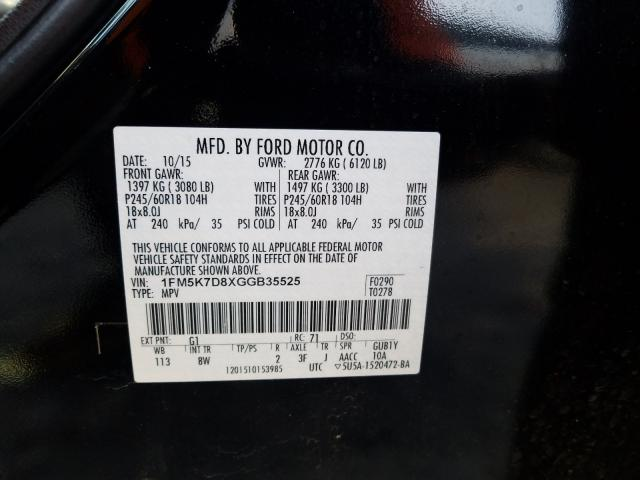 MFD. BY FORD MOTOR CO.
DATE: 10/15 GVWR: 2776 KG ( 6120 LB)
FRONT GAWR: REAR GAWR:
1397 KG ( 3080 LB) WITH 1497 KG ( 3300 LB) WITH
P245/60R18 104H TIRES P245/60R18 104H TIRES
18x8.0J RIMS 18x8.0J RIMS
AT 240 kPa/ 35 PSI COLD AT 240 kPa/ 35 PSI COLD
THIS VEHICLE CONFORMS TO ALL APPLICABLE FEDERAL MOTOR
VEHICLE SAFETY STANDARDS IN EFFECT ON THE DATE OF
MANUFACTURE SHOWN ABOVE.
VIN: 1FM5K7D8XGGB35525 F0290
TYPE: MPV T0278
EXT PNT: G1 RC: 71 DSO:
WB INT TR TP/PS R AXLE TR SPR GUB1Y
113 8W 2 3F J AACC 10A
1201510153985 UTC ▽5U5A-1520472-BA